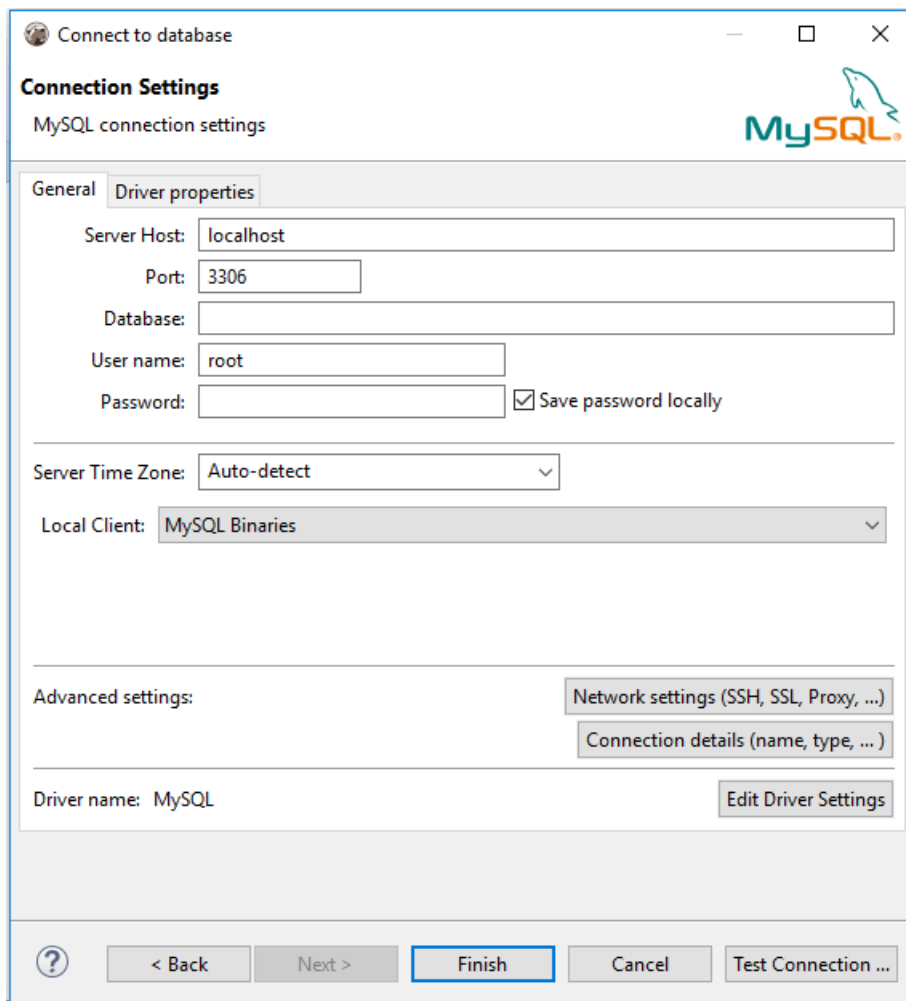 Connect to database
Connection Settings
MySQL connection settings
MySQL®
General Driver properties
Server Host: localhost
Port: 3306
Database:
User name: root
Password: Save password locally
Server Time Zone: Auto-detect
Local Client: MySQL Binaries
Advanced settings: Network settings (SSH, SSL, Proxy, ...)
Connection details (name, type, ... )
Driver name: MySQL Edit Driver Settings
? < Back Next > Finish Cancel Test Connection ...